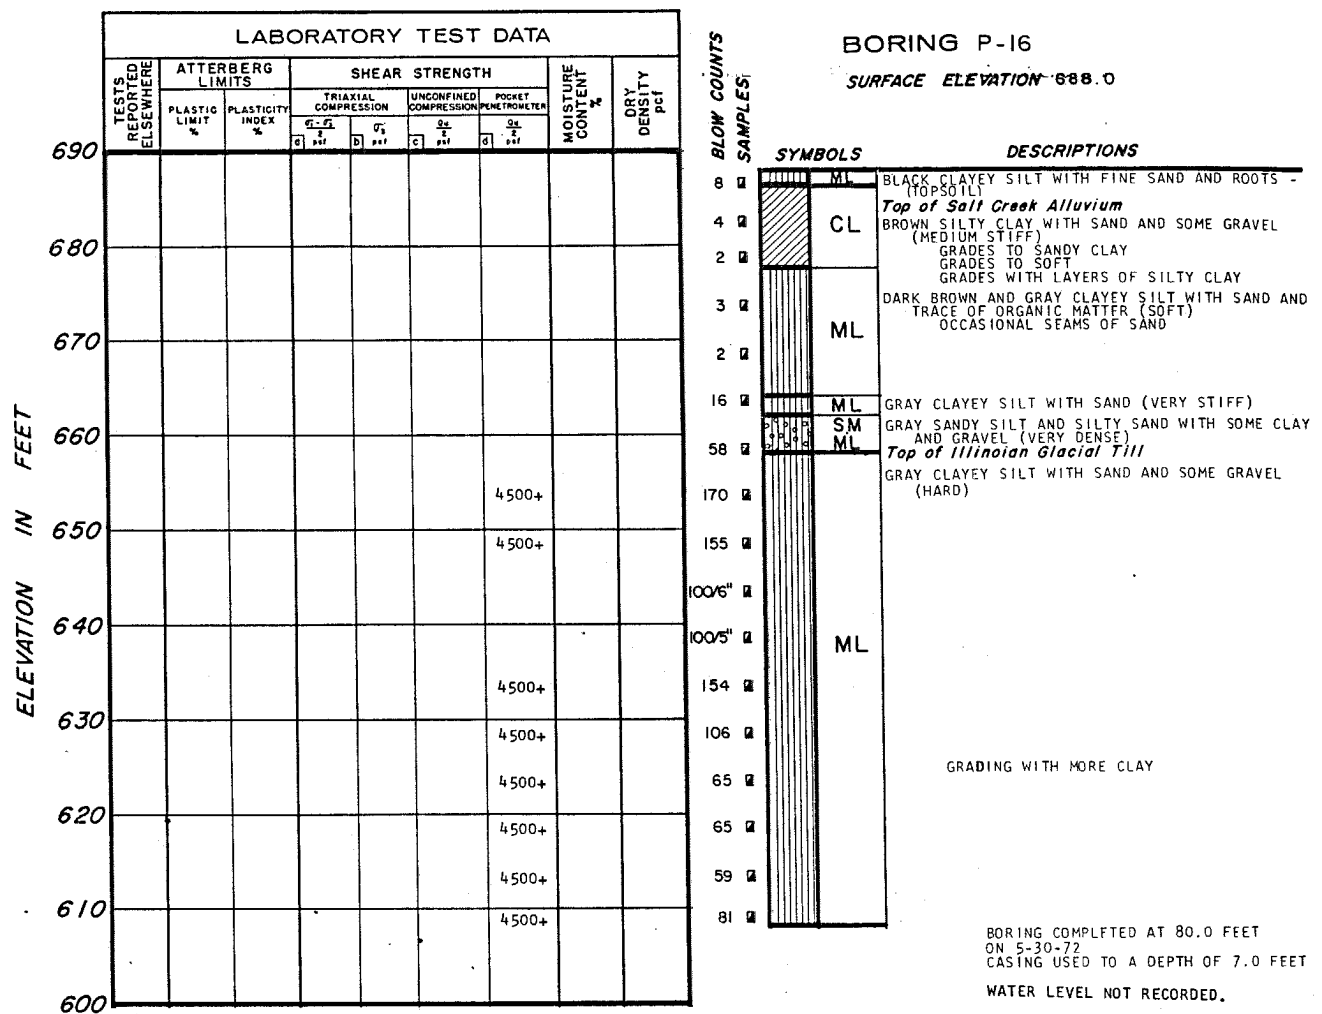 LABORATORY TEST DATA
TESTS REPORTED ELSEWHERE
ATTERBERG LIMITS
PLASTIC LIMIT %
PLASTICITY INDEX %
SHEAR STRENGTH
TRIAXIAL COMPRESSION
UNCONFINED COMPRESSION
POCKET PENETROMETER
a psf
b psf
c psf
d psf
MOISTURE CONTENT %
DRY DENSITY pcf
BLOW COUNTS
SAMPLES
BORING P-16
SURFACE ELEVATION 688.0
SYMBOLS
DESCRIPTIONS
ELEVATION IN FEET
690
680
670
660
650
640
630
620
610
600
4500+
4500+
4500+
4500+
4500+
4500+
4500+
4500+
8
4
2
3
2
16
58
170
155
100/6"
100/5"
154
106
65
65
59
81
ML
BLACK CLAYEY SILT WITH FINE SAND AND ROOTS -
(TOPSOIL)
Top of Salt Creek Alluvium
CL
BROWN SILTY CLAY WITH SAND AND SOME GRAVEL
(MEDIUM STIFF)
GRADES TO SANDY CLAY
GRADES TO SOFT
GRADES WITH LAYERS OF SILTY CLAY
ML
DARK BROWN AND GRAY CLAYEY SILT WITH SAND AND
TRACE OF ORGANIC MATTER (SOFT)
OCCASIONAL SEAMS OF SAND
ML
GRAY CLAYEY SILT WITH SAND (VERY STIFF)
SM
ML
GRAY SANDY SILT AND SILTY SAND WITH SOME CLAY
AND GRAVEL (VERY DENSE)
Top of Illinoian Glacial Till
GRAY CLAYEY SILT WITH SAND AND SOME GRAVEL
(HARD)
ML
GRADING WITH MORE CLAY
BORING COMPLETED AT 80.0 FEET
ON 5-30-72
CASING USED TO A DEPTH OF 7.0 FEET
WATER LEVEL NOT RECORDED.